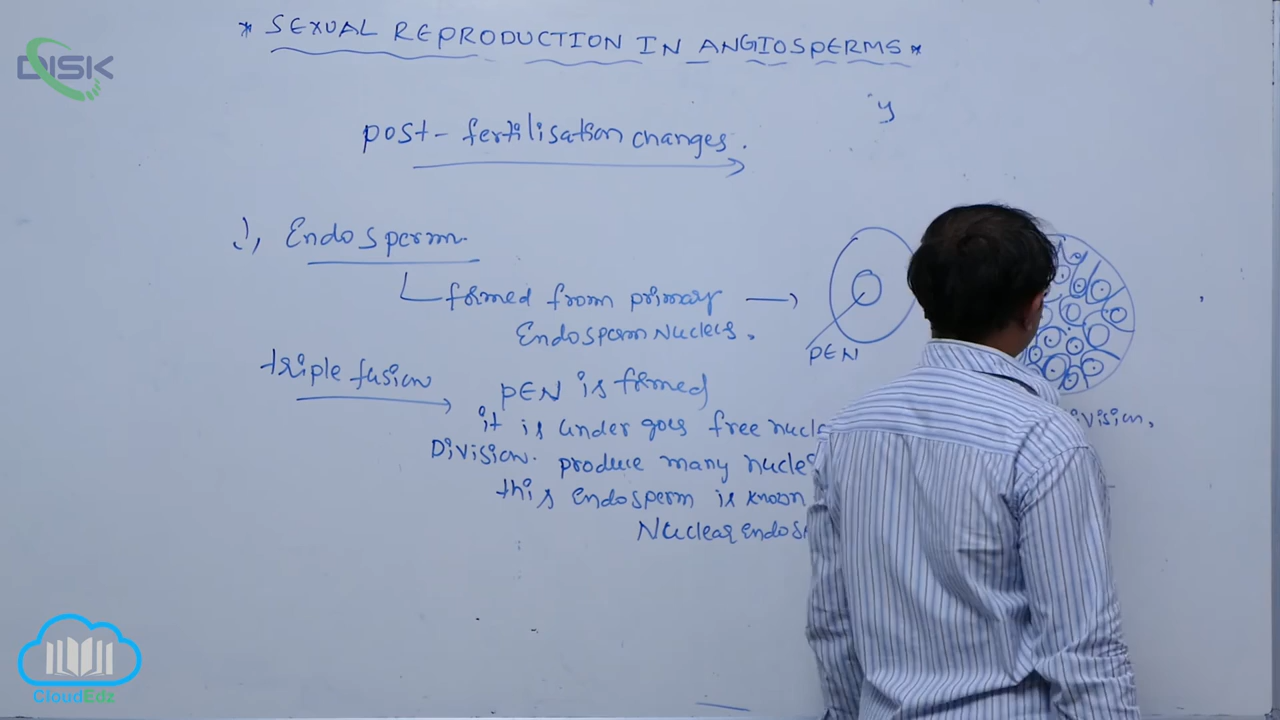 * SEXUAL REPRODUCTION IN ANGIOSPERMS *
DISK
y
post-fertilisation changes.
1, Endosperm.
formed from primary
Endosperm Nucleus.
PEN
triple fusion
PEN is formed
it is under goes free
Division. produce many
Division,
this endosperm is known
Nuclear
CloudEdz